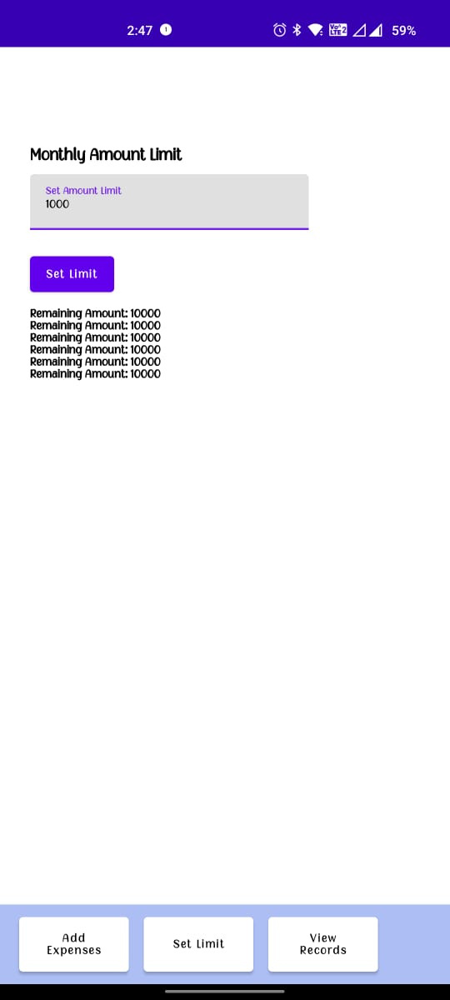 2:47
59%
Monthly Amount Limit
Set Amount Limit
1000
Set Limit
Remaining Amount: 10000
Remaining Amount: 10000
Remaining Amount: 10000
Remaining Amount: 10000
Remaining Amount: 10000
Remaining Amount: 10000
Add
Expenses
Set Limit
View
Records